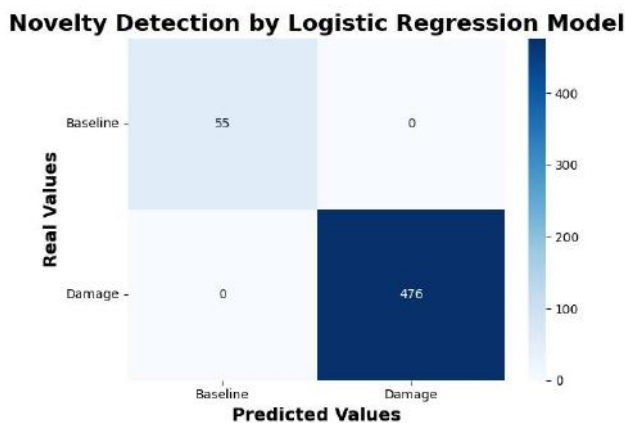 Novelty Detection by Logistic Regression Model
Real Values
Baseline
55
0
Damage
0
476
Baseline
Damage
Predicted Values
400
300
200
100
0